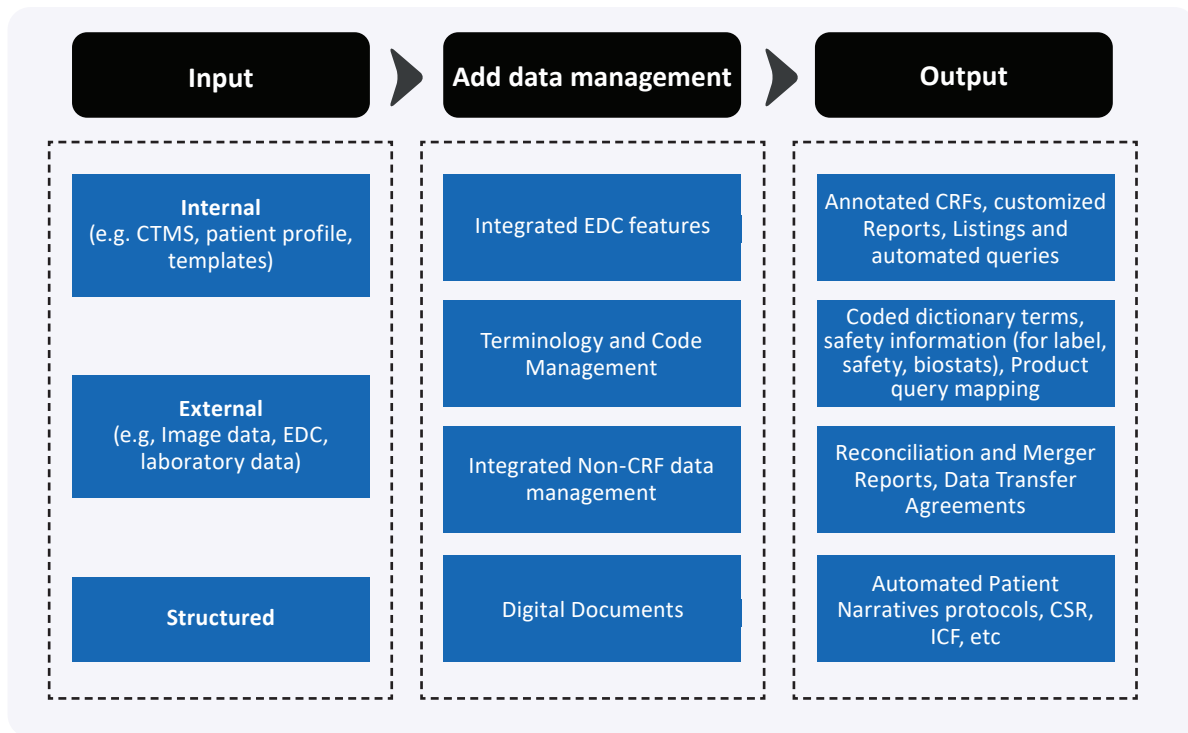 Input
Add data management
Output
Internal
(e.g. CTMS, patient profile,
templates)
External
(e.g, Image data, EDC,
laboratory data)
Structured
Integrated EDC features
Terminology and Code
Management
Integrated Non-CRF data
management
Digital Documents
Annotated CRFs, customized
Reports, Listings and
automated queries
Coded dictionary terms,
safety information (for label,
safety, biostats), Product
query mapping
Reconciliation and Merger
Reports, Data Transfer
Agreements
Automated Patient
Narratives protocols, CSR,
ICF, etc